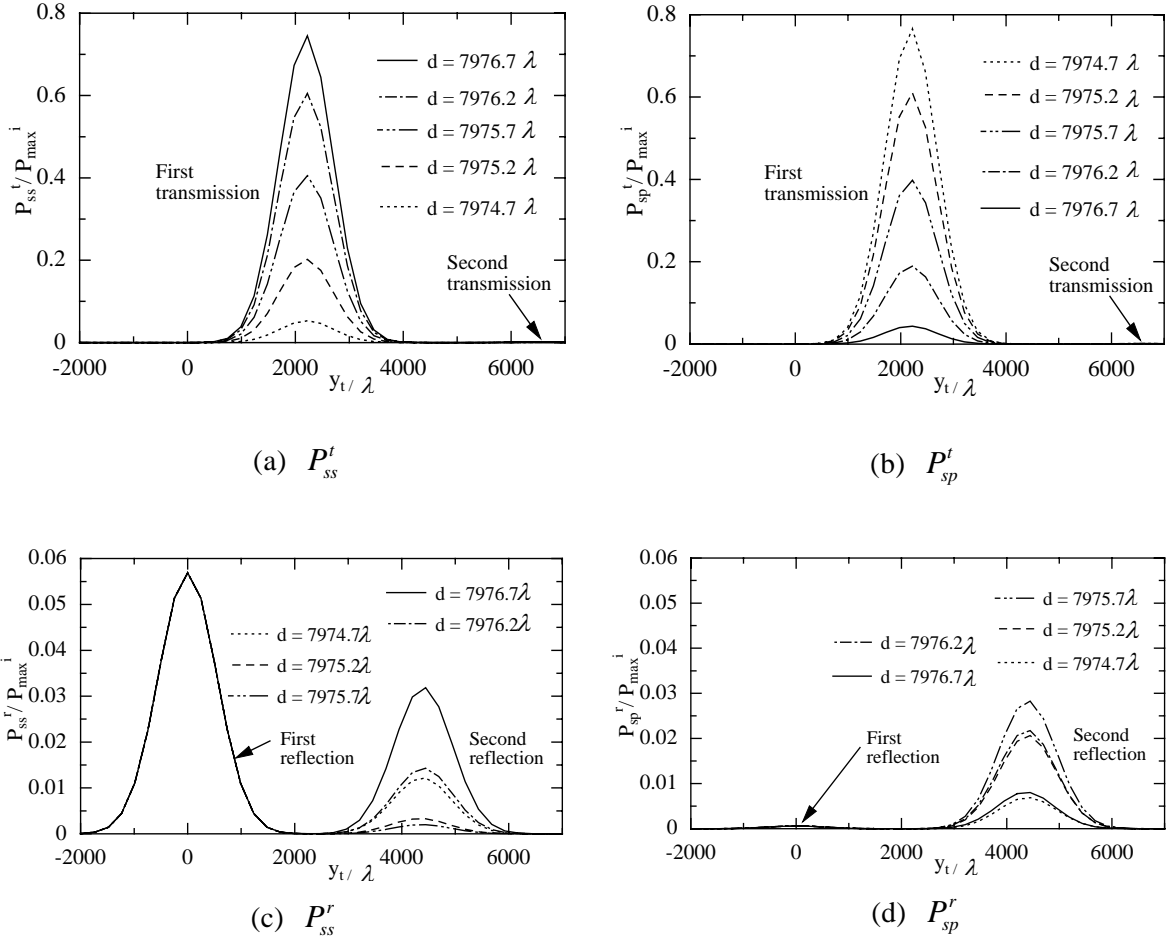 0.8
0.6
0.4
0.2
0
P_ss^t / P_max^i
d = 7976.7 λ
d = 7976.2 λ
d = 7975.7 λ
d = 7975.2 λ
d = 7974.7 λ
First
transmission
Second
transmission
-2000 0 2000 4000 6000
y_t / λ
(a) P_ss^t
0.8
0.6
0.4
0.2
0
P_sp^t / P_max^i
d = 7974.7 λ
d = 7975.2 λ
d = 7975.7 λ
d = 7976.2 λ
d = 7976.7 λ
First
transmission
Second
transmission
-2000 0 2000 4000 6000
y_t / λ
(b) P_sp^t
0.06
0.05
0.04
0.03
0.02
0.01
0
P_ss^r / P_max^i
d = 7976.7λ
d = 7976.2λ
d = 7974.7λ
d = 7975.2λ
d = 7975.7λ
First
reflection
Second
reflection
-2000 0 2000 4000 6000
y_t / λ
(c) P_ss^r
0.06
0.05
0.04
0.03
0.02
0.01
0
P_sp^r / P_max^i
d = 7975.7λ
d = 7975.2λ
d = 7974.7λ
d = 7976.2λ
d = 7976.7λ
First
reflection
Second
reflection
-2000 0 2000 4000 6000
y_t / λ
(d) P_sp^r